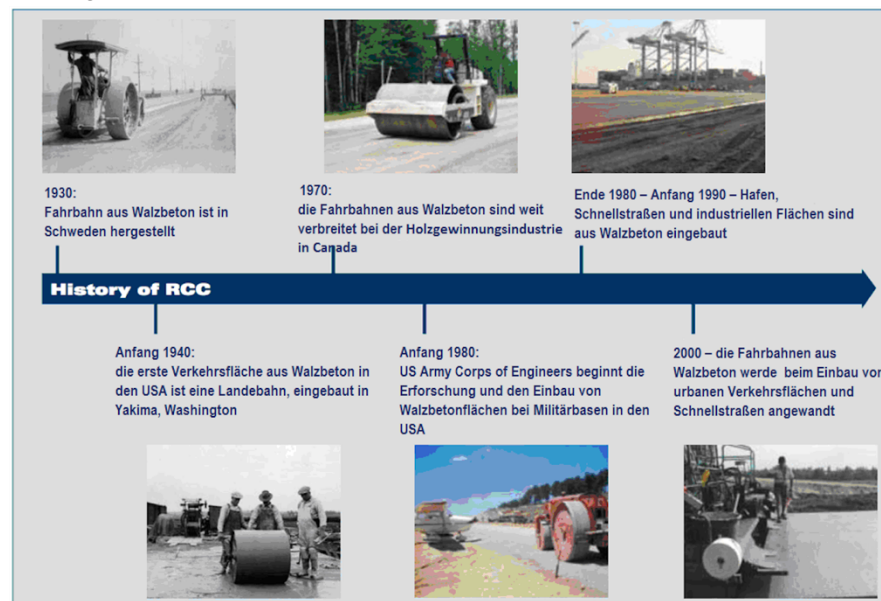 1930:
Fahrbahn aus Walzbeton ist in
Schweden hergestellt
1970:
die Fahrbahnen aus Walzbeton sind weit
verbreitet bei der Holzgewinnungsindustrie
in Canada
Ende 1980 – Anfang 1990 – Hafen,
Schnellstraßen und industriellen Flächen sind
aus Walzbeton eingebaut
History of RCC
Anfang 1940:
die erste Verkehrsfläche aus Walzbeton in
den USA ist eine Landebahn, eingebaut in
Yakima, Washington
Anfang 1980:
US Army Corps of Engineers beginnt die
Erforschung und den Einbau von
Walzbetonflächen bei Militärbasen in den
USA
2000 – die Fahrbahnen aus
Walzbeton werde beim Einbau von
urbanen Verkehrsflächen und
Schnellstraßen angewandt